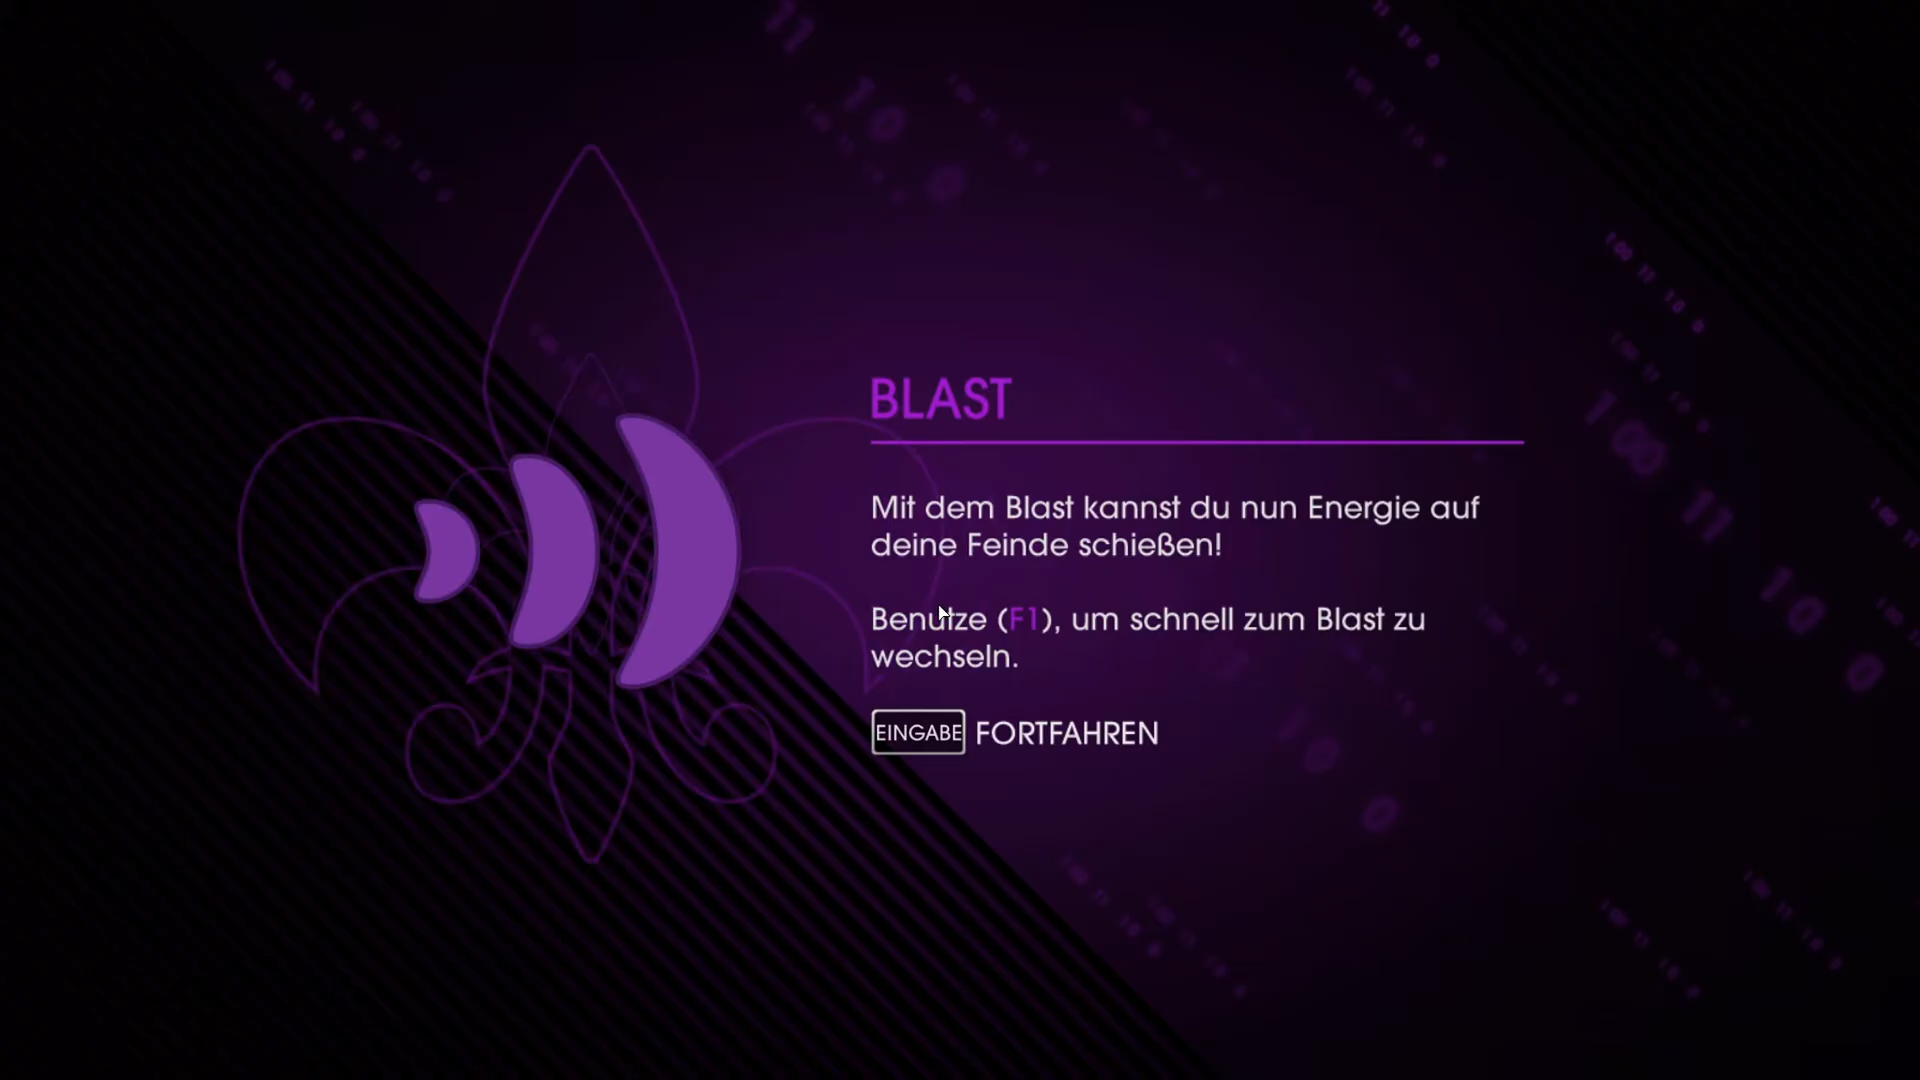 BLAST
Mit dem Blast kannst du nun Energie auf
deine Feinde schießen!
Benutze (F1), um schnell zum Blast zu
wechseln.
EINGABE FORTFAHREN